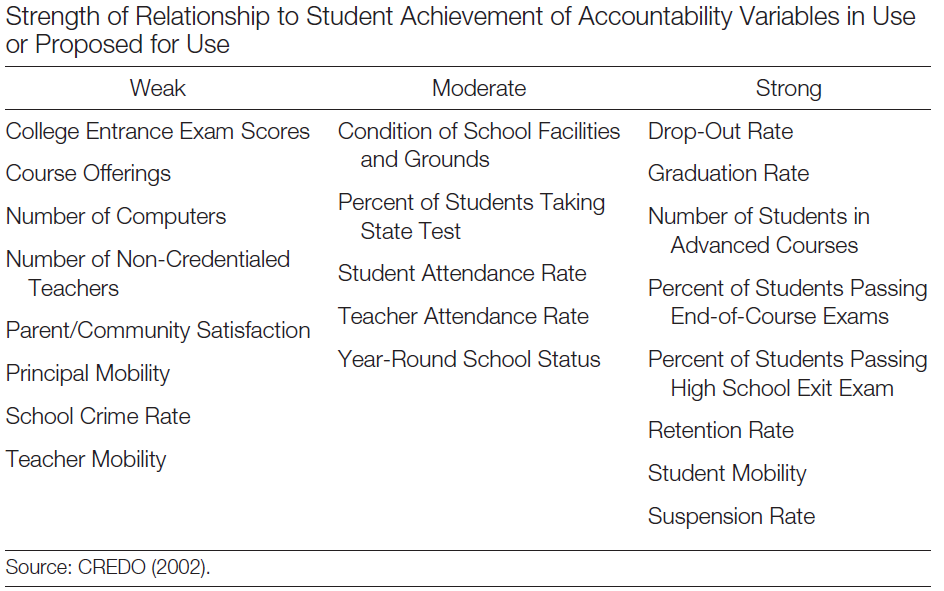 Strength of Relationship to Student Achievement of Accountability Variables in Use
or Proposed for Use
Weak
Moderate
Strong
College Entrance Exam Scores
Course Offerings
Number of Computers
Number of Non-Credentialed
Teachers
Parent/Community Satisfaction
Principal Mobility
School Crime Rate
Teacher Mobility
Condition of School Facilities
and Grounds
Percent of Students Taking
State Test
Student Attendance Rate
Teacher Attendance Rate
Year-Round School Status
Drop-Out Rate
Graduation Rate
Number of Students in
Advanced Courses
Percent of Students Passing
End-of-Course Exams
Percent of Students Passing
High School Exit Exam
Retention Rate
Student Mobility
Suspension Rate
Source: CREDO (2002).